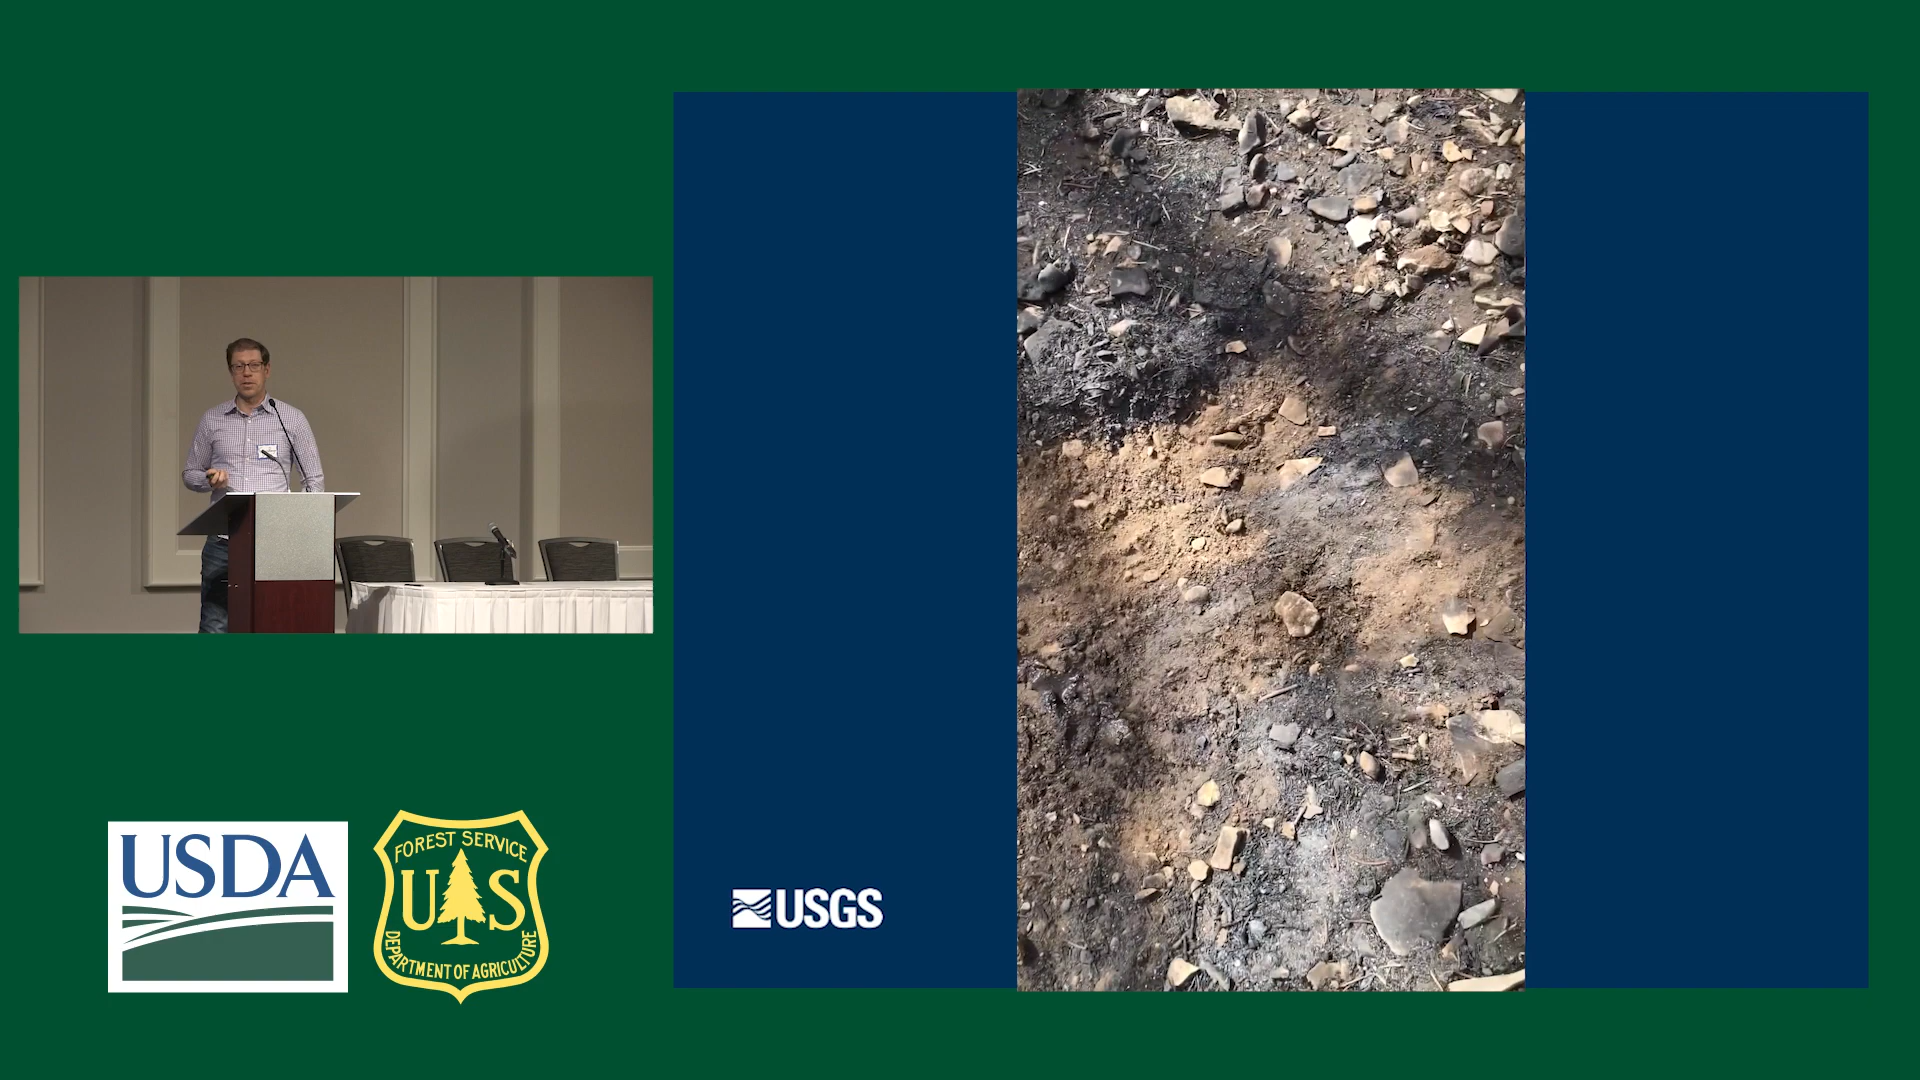 USGS
USDA
FOREST SERVICE
US
DEPARTMENT OF AGRICULTURE